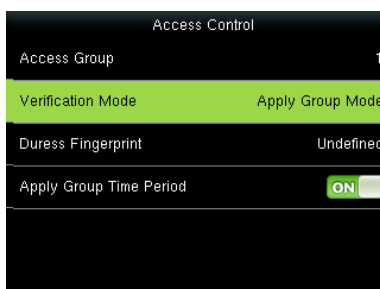 Access Control
Access Group 1
Verification Mode Apply Group Mode
Duress Fingerprint Undefined
Apply Group Time Period ON